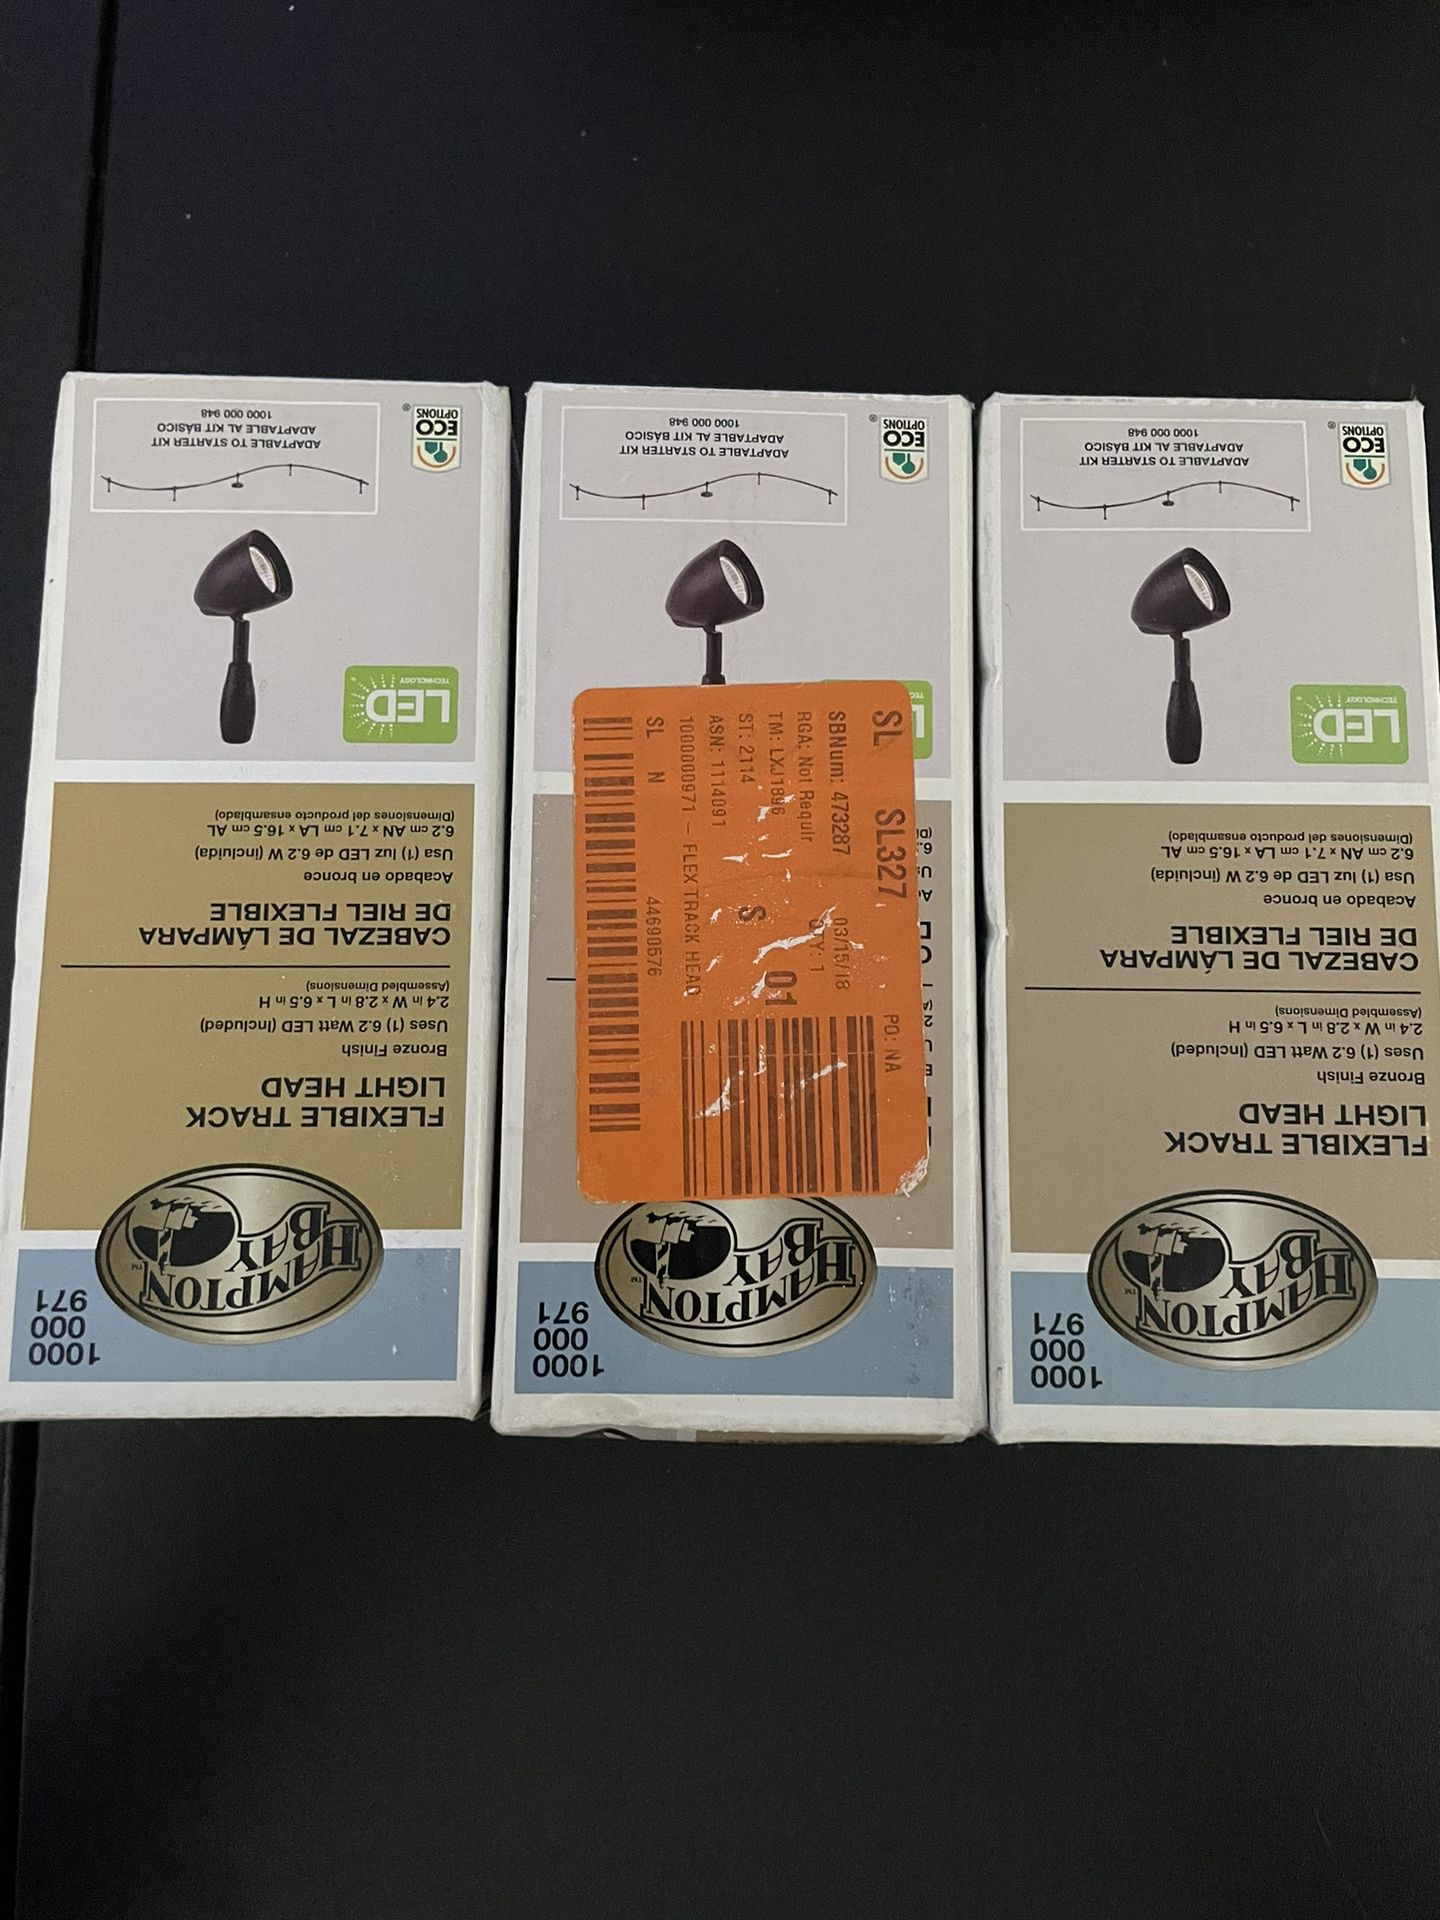 1000
000
971
HAMPTON
BAY
TM
FLEXIBLE TRACK
LIGHT HEAD
Bronze Finish
Uses (1) 6.2 Watt LED (Included)
2.4 in W x 2.8 in L x 6.5 in H
(Assembled Dimensions)
CABEZAL DE LÁMPARA
DE RIEL FLEXIBLE
Acabado en bronce
Usa (1) luz LED de 6.2 W (incluida)
6.2 cm AN x 7.1 cm LA x 16.5 cm AL
(Dimensiones del producto ensamblado)
LED
TECHNOLOGY
ADAPTABLE TO STARTER KIT
ADAPTABLE AL KIT BÁSICO
1000 000 948
ECO
OPTIONS
®
1000
000
971
HAMPTON
BAY
TM
SL SL327 PO: NA
SBNum: 473287 03/15/18
RGA: Not Requir QTY: 1
TM: LXJ1896 01
ST: 2114 S
ASN: 1114091
1000000971 – FLEX TRACK HEAD
SL N 44690576
ADAPTABLE TO STARTER KIT
ADAPTABLE AL KIT BÁSICO
1000 000 948
ECO
OPTIONS
®
1000
000
971
HAMPTON
BAY
TM
FLEXIBLE TRACK
LIGHT HEAD
Bronze Finish
Uses (1) 6.2 Watt LED (Included)
2.4 in W x 2.8 in L x 6.5 in H
(Assembled Dimensions)
CABEZAL DE LÁMPARA
DE RIEL FLEXIBLE
Acabado en bronce
Usa (1) luz LED de 6.2 W (incluida)
6.2 cm AN x 7.1 cm LA x 16.5 cm AL
(Dimensiones del producto ensamblado)
LED
TECHNOLOGY
ADAPTABLE TO STARTER KIT
ADAPTABLE AL KIT BÁSICO
1000 000 948
ECO
OPTIONS
®